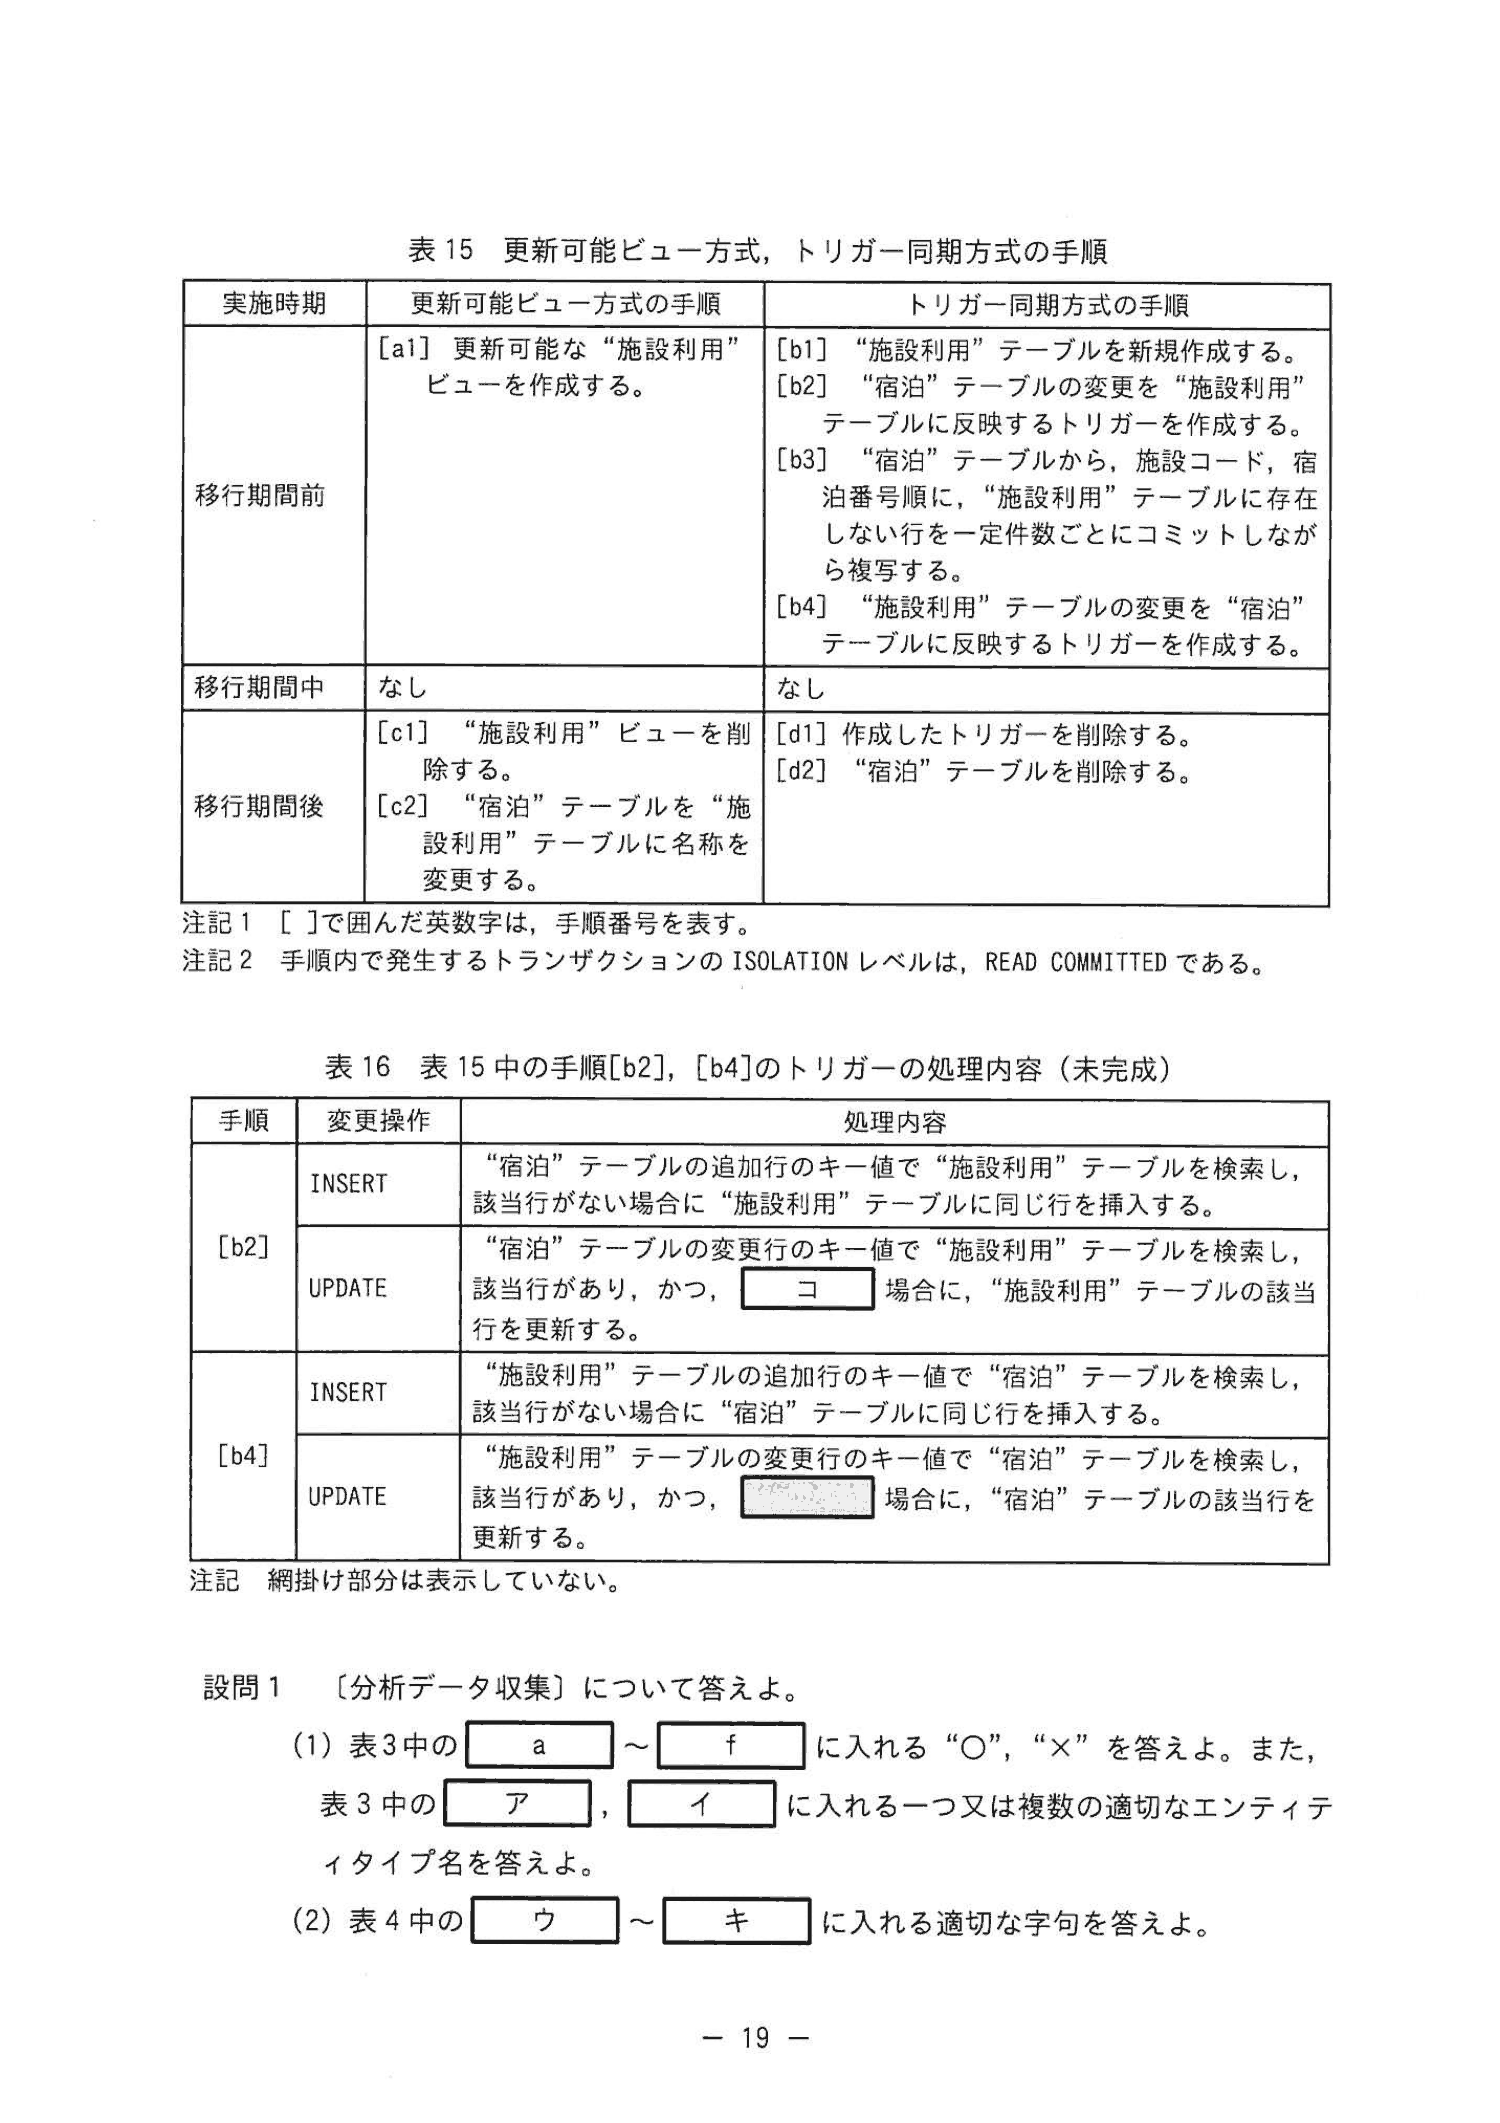 表 15　更新可能ビュー方式，トリガー同期方式の手順
実施時期
更新可能ビュー方式の手順
トリガー同期方式の手順
移行期間前
[a1] 更新可能な“施設利用”
ビューを作成する。
[b1] “施設利用”テーブルを新規作成する。
[b2] “宿泊”テーブルの変更を“施設利用”
テーブルに反映するトリガーを作成する。
[b3] “宿泊”テーブルから，施設コード，宿
泊番号順に，“施設利用”テーブルに存在
しない行を一定件数ごとにコミットしなが
ら複写する。
[b4] “施設利用”テーブルの変更を“宿泊”
テーブルに反映するトリガーを作成する。
移行期間中
なし
なし
移行期間後
[c1] “施設利用”ビューを削
除する。
[c2] “宿泊”テーブルを“施
設利用”テーブルに名称を
変更する。
[d1] 作成したトリガーを削除する。
[d2] “宿泊”テーブルを削除する。
注記 1　[ ]で囲んだ英数字は，手順番号を表す。
注記 2　手順内で発生するトランザクションの ISOLATION レベルは，READ COMMITTED である。
表 16　表 15 中の手順[b2]，[b4]のトリガーの処理内容（未完成）
手順
変更操作
処理内容
[b2]
INSERT
“宿泊”テーブルの追加行のキー値で“施設利用”テーブルを検索し，
該当行がない場合に“施設利用”テーブルに同じ行を挿入する。
UPDATE
“宿泊”テーブルの変更行のキー値で“施設利用”テーブルを検索し，
該当行があり，かつ， コ 場合に，“施設利用”テーブルの該当
行を更新する。
[b4]
INSERT
“施設利用”テーブルの追加行のキー値で“宿泊”テーブルを検索し，
該当行がない場合に“宿泊”テーブルに同じ行を挿入する。
UPDATE
“施設利用”テーブルの変更行のキー値で“宿泊”テーブルを検索し，
該当行があり，かつ， 場合に，“宿泊”テーブルの該当行を
更新する。
注記　網掛け部分は表示していない。
設問 1　〔分析データ収集〕について答えよ。
(1) 表 3 中の a ～ f に入れる“○”，“×”を答えよ。また，
表 3 中の ア ， イ に入れる一つ又は複数の適切なエンティテ
ィタイプ名を答えよ。
(2) 表 4 中の ウ ～ キ に入れる適切な字句を答えよ。
－ 19 －